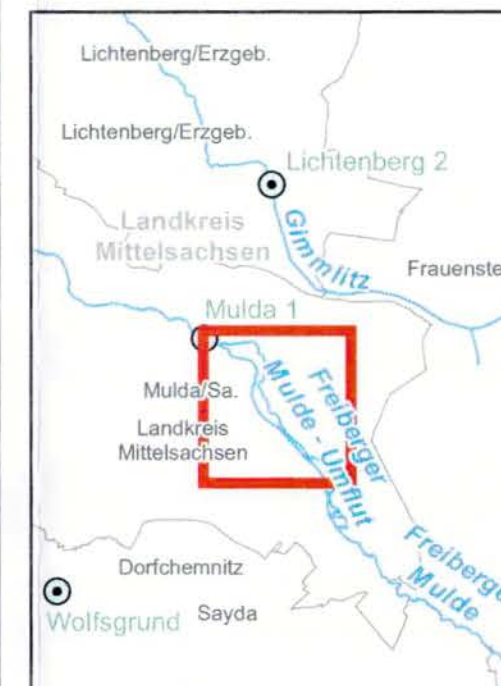 Lichtenberg/Erzgeb.
Lichtenberg/Erzgeb.
Lichtenberg 2
Landkreis
Mittelsachsen
Gimmlitz
Frauenste
Mulda 1
Mulda/Sa.
Landkreis
Mittelsachsen
Freiberger
Mulde - Umflut
Dorfchemnitz
Freiberge
Mulde
Wolfsgrund
Sayda